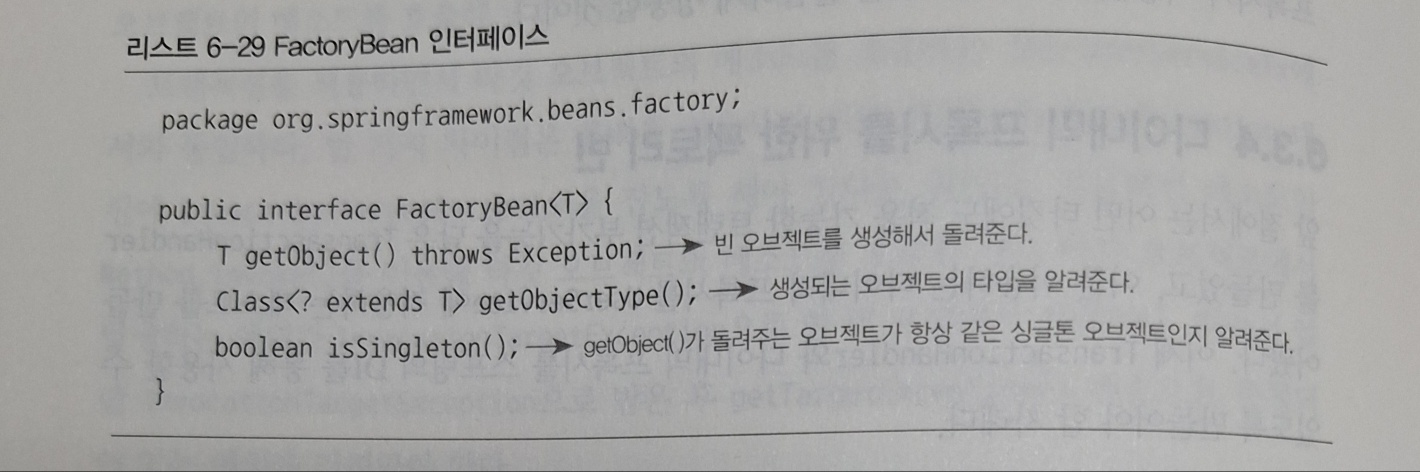 리스트 6-29 FactoryBean 인터페이스
package org.springframework.beans.factory;
public interface FactoryBean<T> {
T getObject() throws Exception; → 빈 오브젝트를 생성해서 돌려준다.
Class<? extends T> getObjectType(); → 생성되는 오브젝트의 타입을 알려준다.
boolean isSingleton(); → getObject()가 돌려주는 오브젝트가 항상 같은 싱글톤 오브젝트인지 알려준다.
}